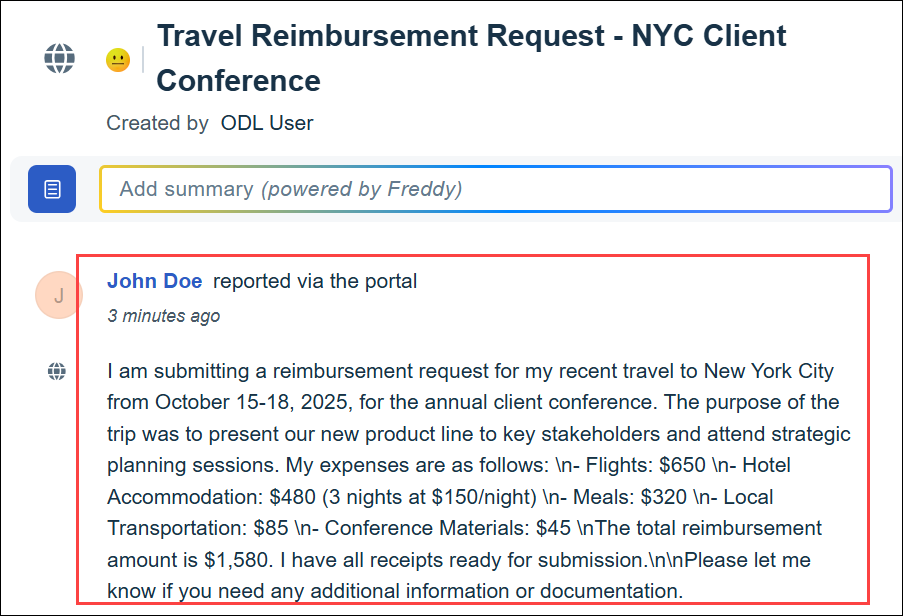 Travel Reimbursement Request - NYC Client
Conference
Created by ODL User
Add summary (powered by Freddy)
J
John Doe reported via the portal
3 minutes ago
I am submitting a reimbursement request for my recent travel to New York City
from October 15-18, 2025, for the annual client conference. The purpose of the
trip was to present our new product line to key stakeholders and attend strategic
planning sessions. My expenses are as follows: \n- Flights: $650 \n- Hotel
Accommodation: $480 (3 nights at $150/night) \n- Meals: $320 \n- Local
Transportation: $85 \n- Conference Materials: $45 \nThe total reimbursement
amount is $1,580. I have all receipts ready for submission.\n\nPlease let me
know if you need any additional information or documentation.